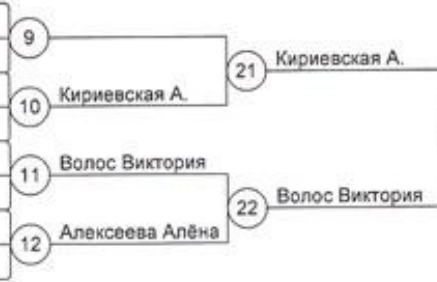 9
21
Кириевская А.
10
Кириевская А.
11
Волос Виктория
22
Волос Виктория
12
Алексеева Алёна